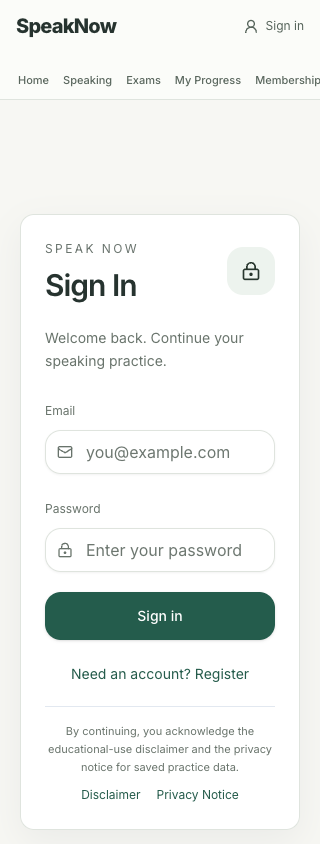 SpeakNow
Sign in
Home Speaking Exams My Progress Membership
SPEAK NOW
Sign In
Welcome back. Continue your
speaking practice.
Email
you@example.com
Password
Enter your password
Sign in
Need an account? Register
By continuing, you acknowledge the
educational-use disclaimer and the privacy
notice for saved practice data.
Disclaimer Privacy Notice